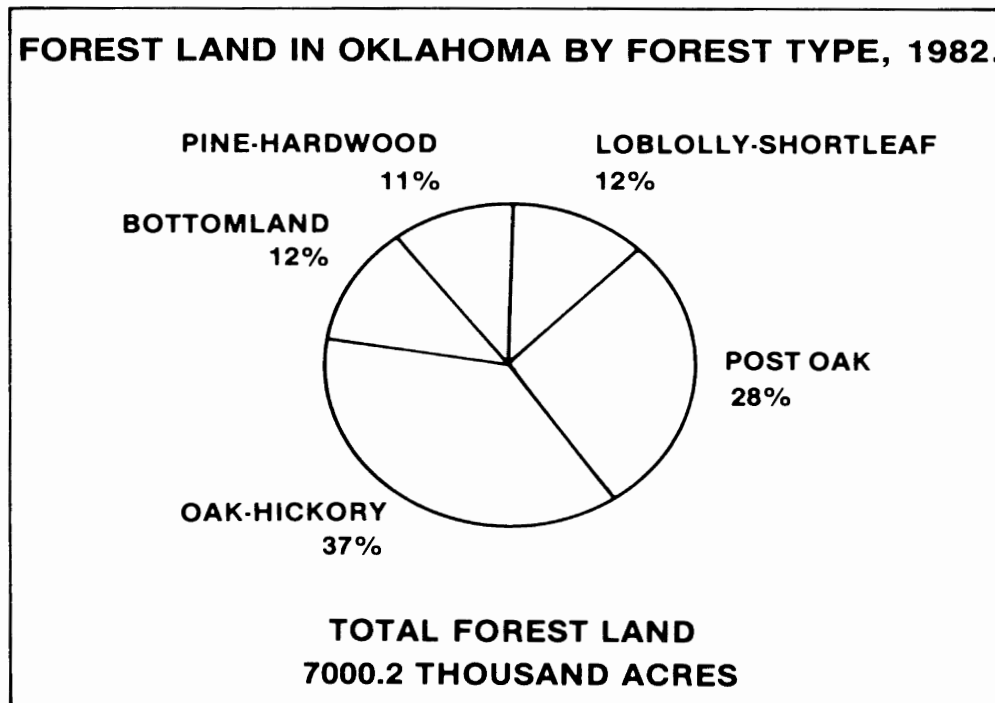 FOREST LAND IN OKLAHOMA BY FOREST TYPE, 1982.
PINE-HARDWOOD
11%
LOBLOLLY-SHORTLEAF
12%
BOTTOMLAND
12%
POST OAK
28%
OAK-HICKORY
37%
TOTAL FOREST LAND
7000.2 THOUSAND ACRES